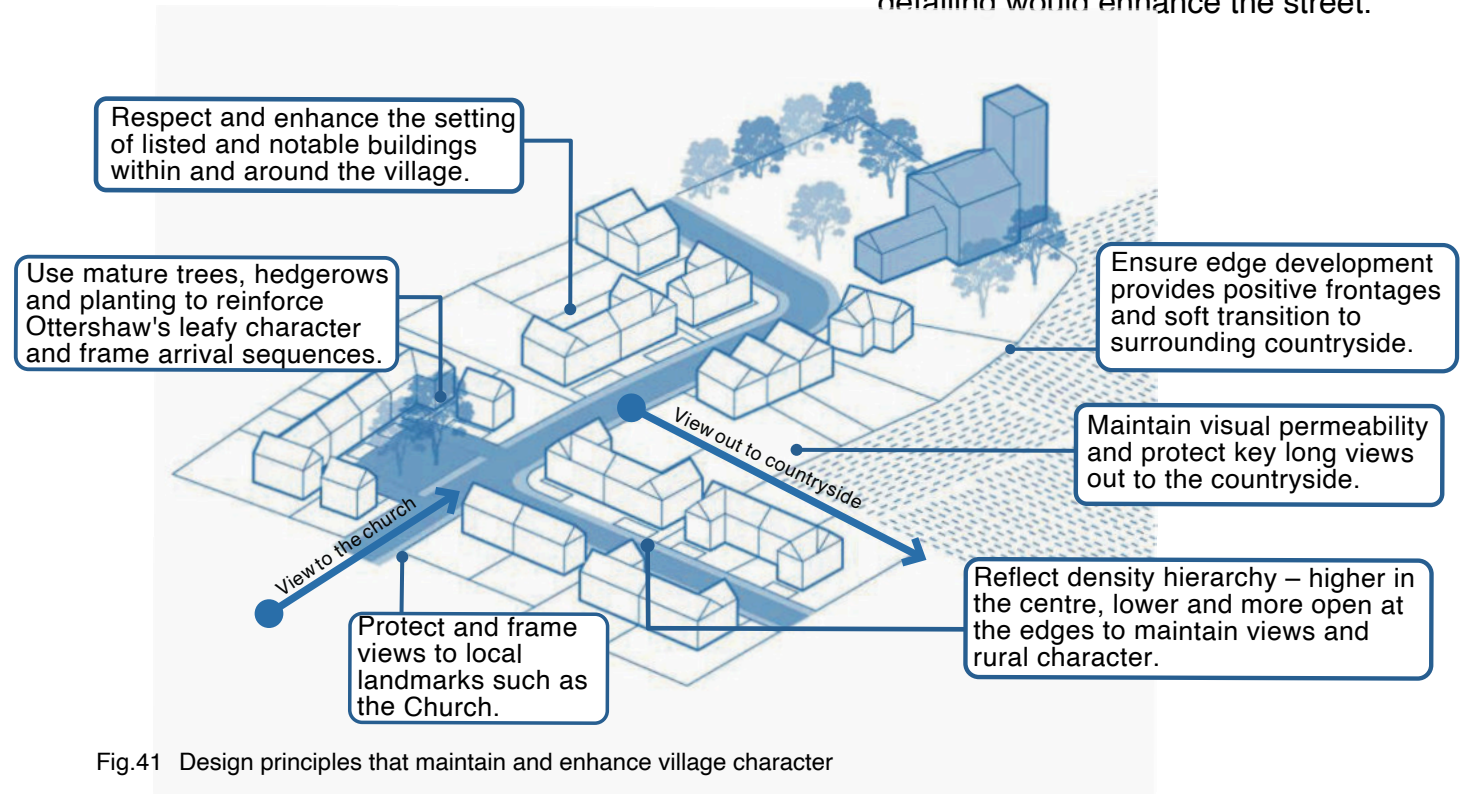 detailing would enhance the street.
Respect and enhance the setting
of listed and notable buildings
within and around the village.
Use mature trees, hedgerows
and planting to reinforce
Ottershaw's leafy character
and frame arrival sequences.
Ensure edge development
provides positive frontages
and soft transition to
surrounding countryside.
Maintain visual permeability
and protect key long views
out to the countryside.
View out to countryside
View to the church
Reflect density hierarchy – higher in
the centre, lower and more open at
the edges to maintain views and
rural character.
Protect and frame
views to local
landmarks such as
the Church.
Fig.41 Design principles that maintain and enhance village character